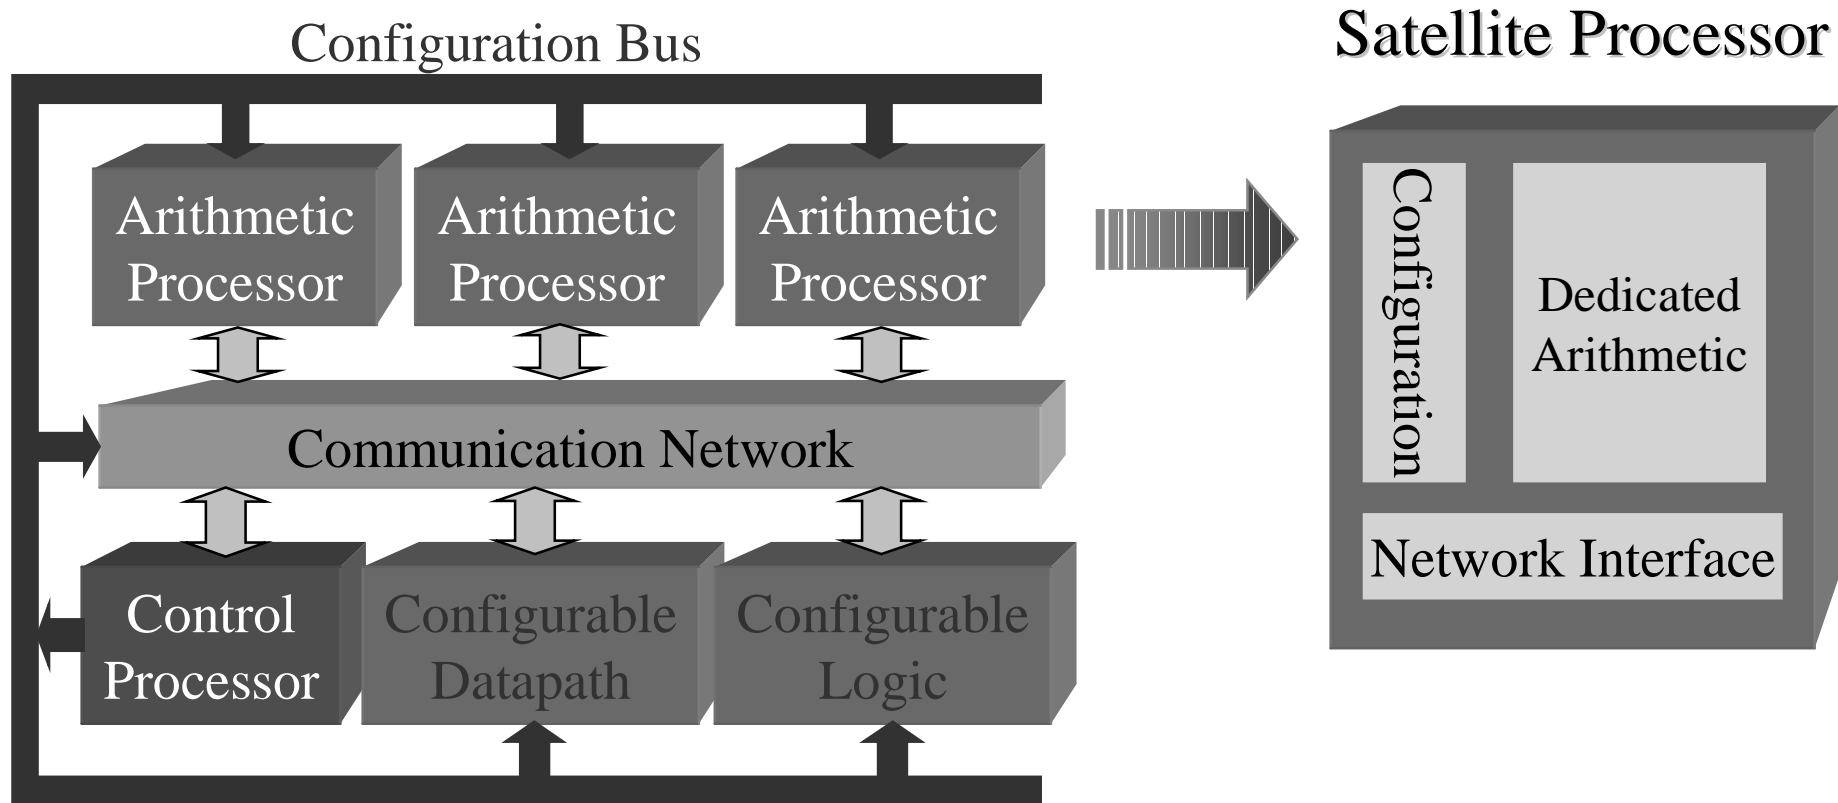 Configuration Bus
Satellite Processor
Arithmetic
Processor
Arithmetic
Processor
Arithmetic
Processor
Configuration
Dedicated
Arithmetic
Communication Network
Network Interface
Control
Processor
Configurable
Datapath
Configurable
Logic